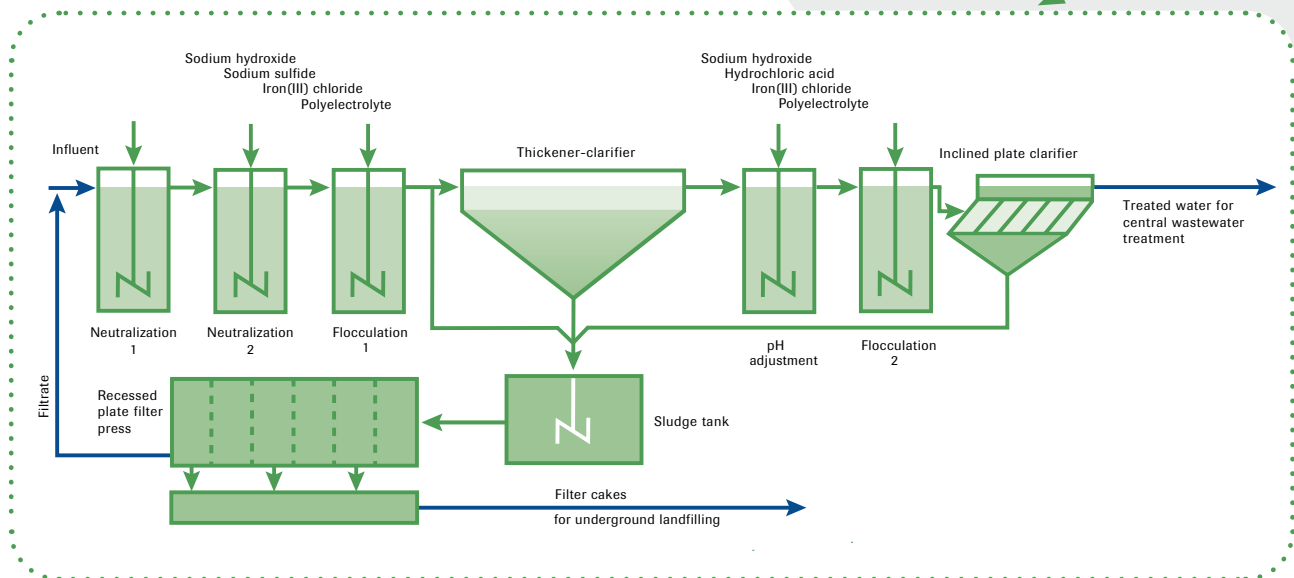 Sodium hydroxide
Sodium sulfide
Iron(III) chloride
Polyelectrolyte
Sodium hydroxide
Hydrochloric acid
Iron(III) chloride
Polyelectrolyte
Influent
Thickener-clarifier
Inclined plate clarifier
Treated water for
central wastewater
treatment
Neutralization
1
Neutralization
2
Flocculation
1
pH
adjustment
Flocculation
2
Filtrate
Recessed
plate filter
press
Sludge tank
Filter cakes
for underground landfilling